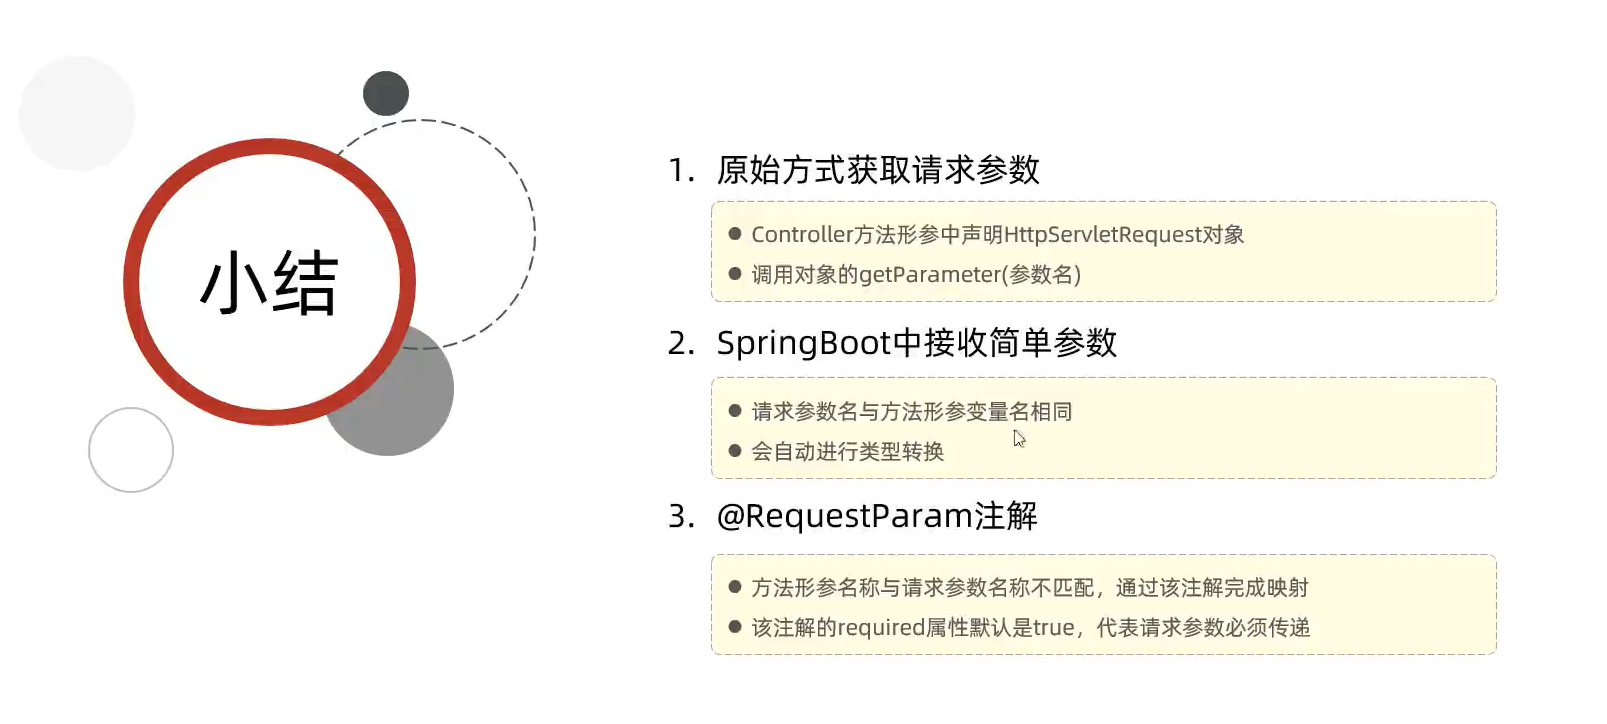 小结
1. 原始方式获取请求参数
● Controller方法形参中声明HttpServletRequest对象
● 调用对象的getParameter(参数名)
2. SpringBoot中接收简单参数
● 请求参数名与方法形参变量名相同
● 会自动进行类型转换
3. @RequestParam注解
● 方法形参名称与请求参数名称不匹配，通过该注解完成映射
● 该注解的required属性默认是true，代表请求参数必须传递